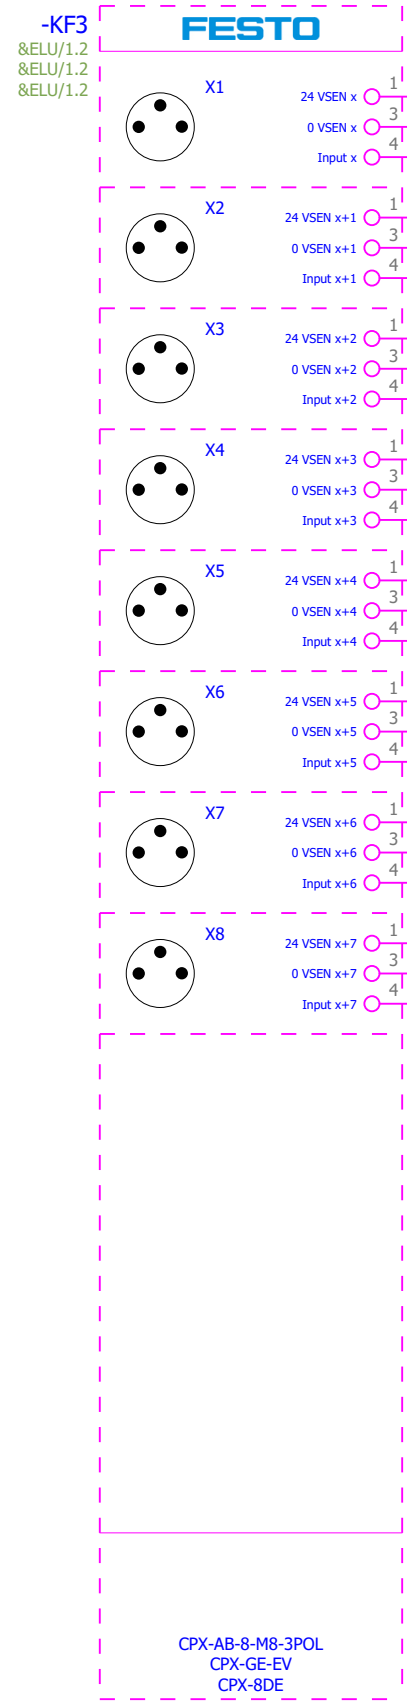 -KF3
FESTO
&ELU/1.2
&ELU/1.2
&ELU/1.2
X1
24 VSEN x
1
0 VSEN x
3
Input x
4
X2
24 VSEN x+1
1
0 VSEN x+1
3
Input x+1
4
X3
24 VSEN x+2
1
0 VSEN x+2
3
Input x+2
4
X4
24 VSEN x+3
1
0 VSEN x+3
3
Input x+3
4
X5
24 VSEN x+4
1
0 VSEN x+4
3
Input x+4
4
X6
24 VSEN x+5
1
0 VSEN x+5
3
Input x+5
4
X7
24 VSEN x+6
1
0 VSEN x+6
3
Input x+6
4
X8
24 VSEN x+7
1
0 VSEN x+7
3
Input x+7
4
CPX-AB-8-M8-3POL
CPX-GE-EV
CPX-8DE